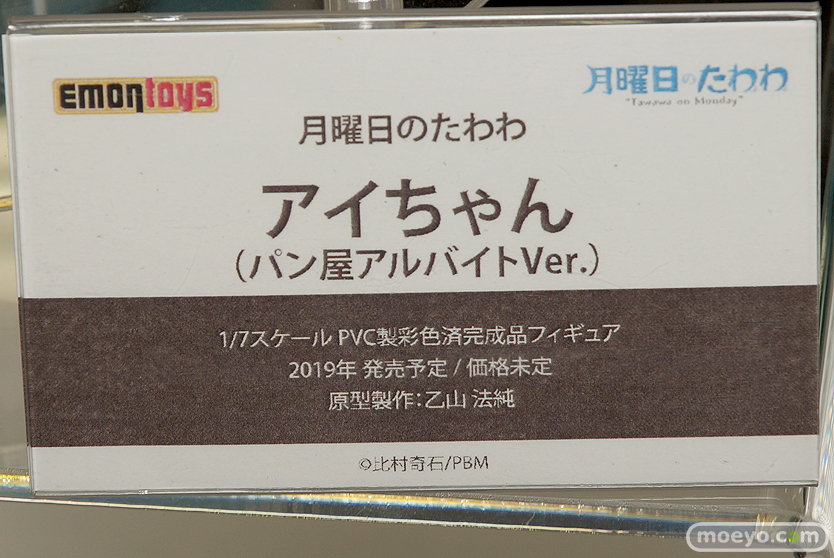 emontoys
月曜日のたわわ
"Tawawa on Monday"
月曜日のたわわ
アイちゃん
(パン屋アルバイトVer.)
1/7スケール PVC製彩色済完成品フィギュア
2019年 発売予定 / 価格未定
原型製作：乙山 法純
©比村奇石/PBM
moeyo.com